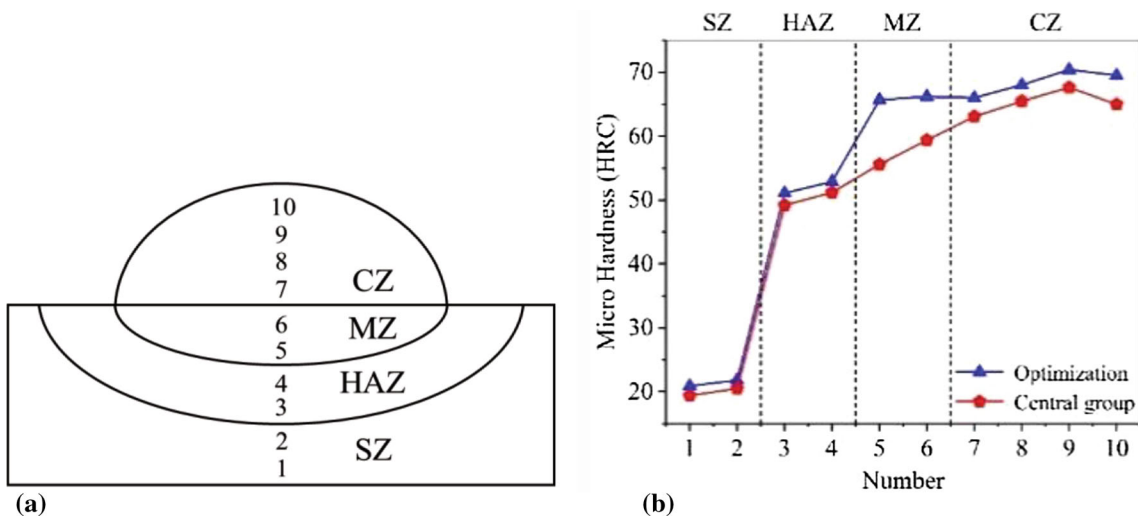 10
9
8
7
CZ
6
MZ
5
4
HAZ
3
2
SZ
1
(a)
SZ HAZ MZ CZ
70
60
50
40
30
20
Micro Hardness (HRC)
Optimization
Central group
1 2 3 4 5 6 7 8 9 10
Number
(b)